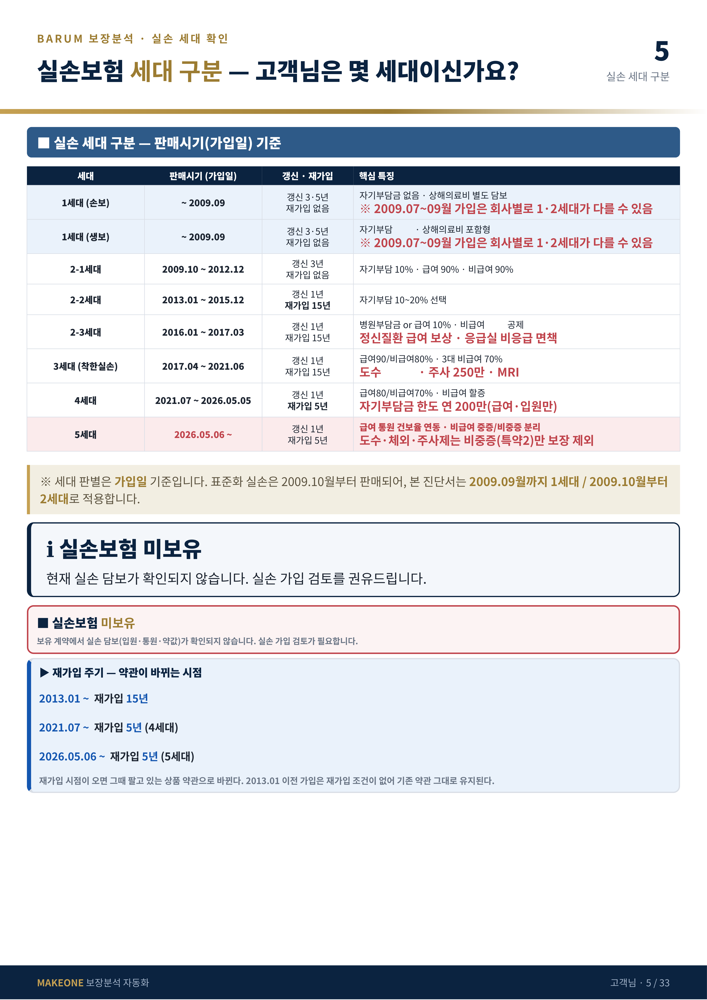 BARUM 보장분석 · 실손 세대 확인
실손보험 세대 구분 — 고객님은 몇 세대이신가요?
5
실손 세대 구분
■ 실손 세대 구분 — 판매시기(가입일) 기준
세대 판매시기 (가입일) 갱신 · 재가입 핵심 특징
1세대 (손보) ~ 2009.09 갱신 3·5년 재가입 없음 자기부담금 없음 · 상해의료비 별도 담보
※ 2009.07~09월 가입은 회사별로 1·2세대가 다를 수 있음
1세대 (생보) ~ 2009.09 갱신 3·5년 재가입 없음 자기부담 · 상해의료비 포함형
※ 2009.07~09월 가입은 회사별로 1·2세대가 다를 수 있음
2-1세대 2009.10 ~ 2012.12 갱신 3년 재가입 없음 자기부담 10% · 급여 90% · 비급여 90%
2-2세대 2013.01 ~ 2015.12 갱신 1년 재가입 15년 자기부담 10~20% 선택
2-3세대 2016.01 ~ 2017.03 갱신 1년 재가입 15년 병원부담금 or 급여 10% · 비급여 공제
정신질환 급여 보상 · 응급실 비응급 면책
3세대 (착한실손) 2017.04 ~ 2021.06 갱신 1년 재가입 15년 급여90/비급여80% · 3대 비급여 70%
도수 · 주사 250만 · MRI
4세대 2021.07 ~ 2026.05.05 갱신 1년 재가입 5년 급여80/비급여70% · 비급여 할증
자기부담금 한도 연 200만(급여·입원만)
5세대 2026.05.06 ~ 갱신 1년 재가입 5년 급여 통원 건보율 연동 · 비급여 중증/비중증 분리
도수·체외·주사제는 비중증(특약2)만 보장 제외
※ 세대 판별은 가입일 기준입니다. 표준화 실손은 2009.10월부터 판매되어, 본 진단서는 2009.09월까지 1세대 / 2009.10월부터
2세대로 적용합니다.
i 실손보험 미보유
현재 실손 담보가 확인되지 않습니다. 실손 가입 검토를 권유드립니다.
■ 실손보험 미보유
보유 계약에서 실손 담보(입원·통원·약값)가 확인되지 않습니다. 실손 가입 검토가 필요합니다.
▶ 재가입 주기 — 약관이 바뀌는 시점
2013.01 ~ 재가입 15년
2021.07 ~ 재가입 5년 (4세대)
2026.05.06 ~ 재가입 5년 (5세대)
재가입 시점이 오면 그때 팔고 있는 상품 약관으로 바뀐다. 2013.01 이전 가입은 재가입 조건이 없어 기존 약관 그대로 유지된다.
MAKEONE 보장분석 자동화
고객님 · 5 / 33